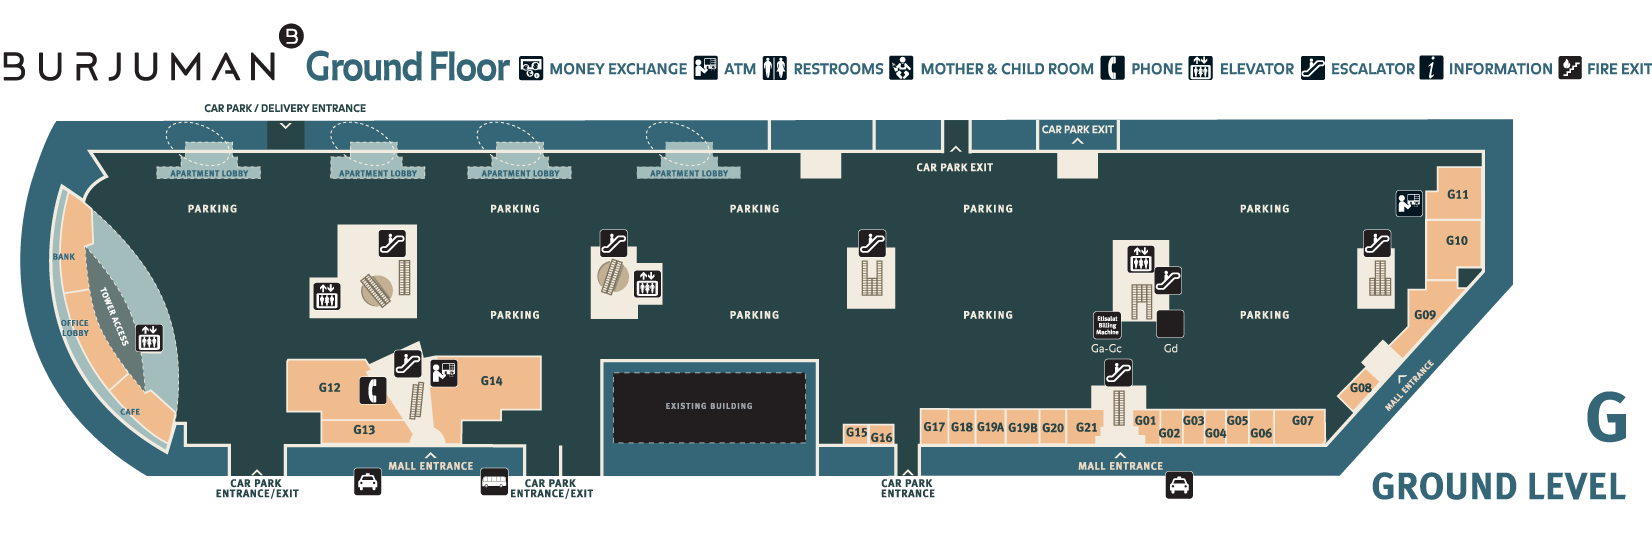 BURJUMAN B
Ground Floor
MONEY EXCHANGE
ATM
RESTROOMS
MOTHER & CHILD ROOM
PHONE
ELEVATOR
ESCALATOR
i
INFORMATION
FIRE EXIT
CAR PARK / DELIVERY ENTRANCE
CAR PARK EXIT
CAR PARK EXIT
APARTMENT LOBBY
APARTMENT LOBBY
APARTMENT LOBBY
APARTMENT LOBBY
PARKING
PARKING
PARKING
PARKING
PARKING
G11
G10
BANK
TOWER ACCESS
OFFICE
LOBBY
CAFE
PARKING
PARKING
PARKING
PARKING
G09
Etisalat
Billing
Machine
Ga-Gc
Gd
G12
G14
G13
EXISTING BUILDING
G08
MALL ENTRANCE
G15
G16
G17
G18
G19A
G19B
G20
G21
G01
G02
G03
G04
G05
G06
G07
MALL ENTRANCE
MALL ENTRANCE
CAR PARK
ENTRANCE/EXIT
CAR PARK
ENTRANCE/EXIT
CAR PARK
ENTRANCE
G
GROUND LEVEL